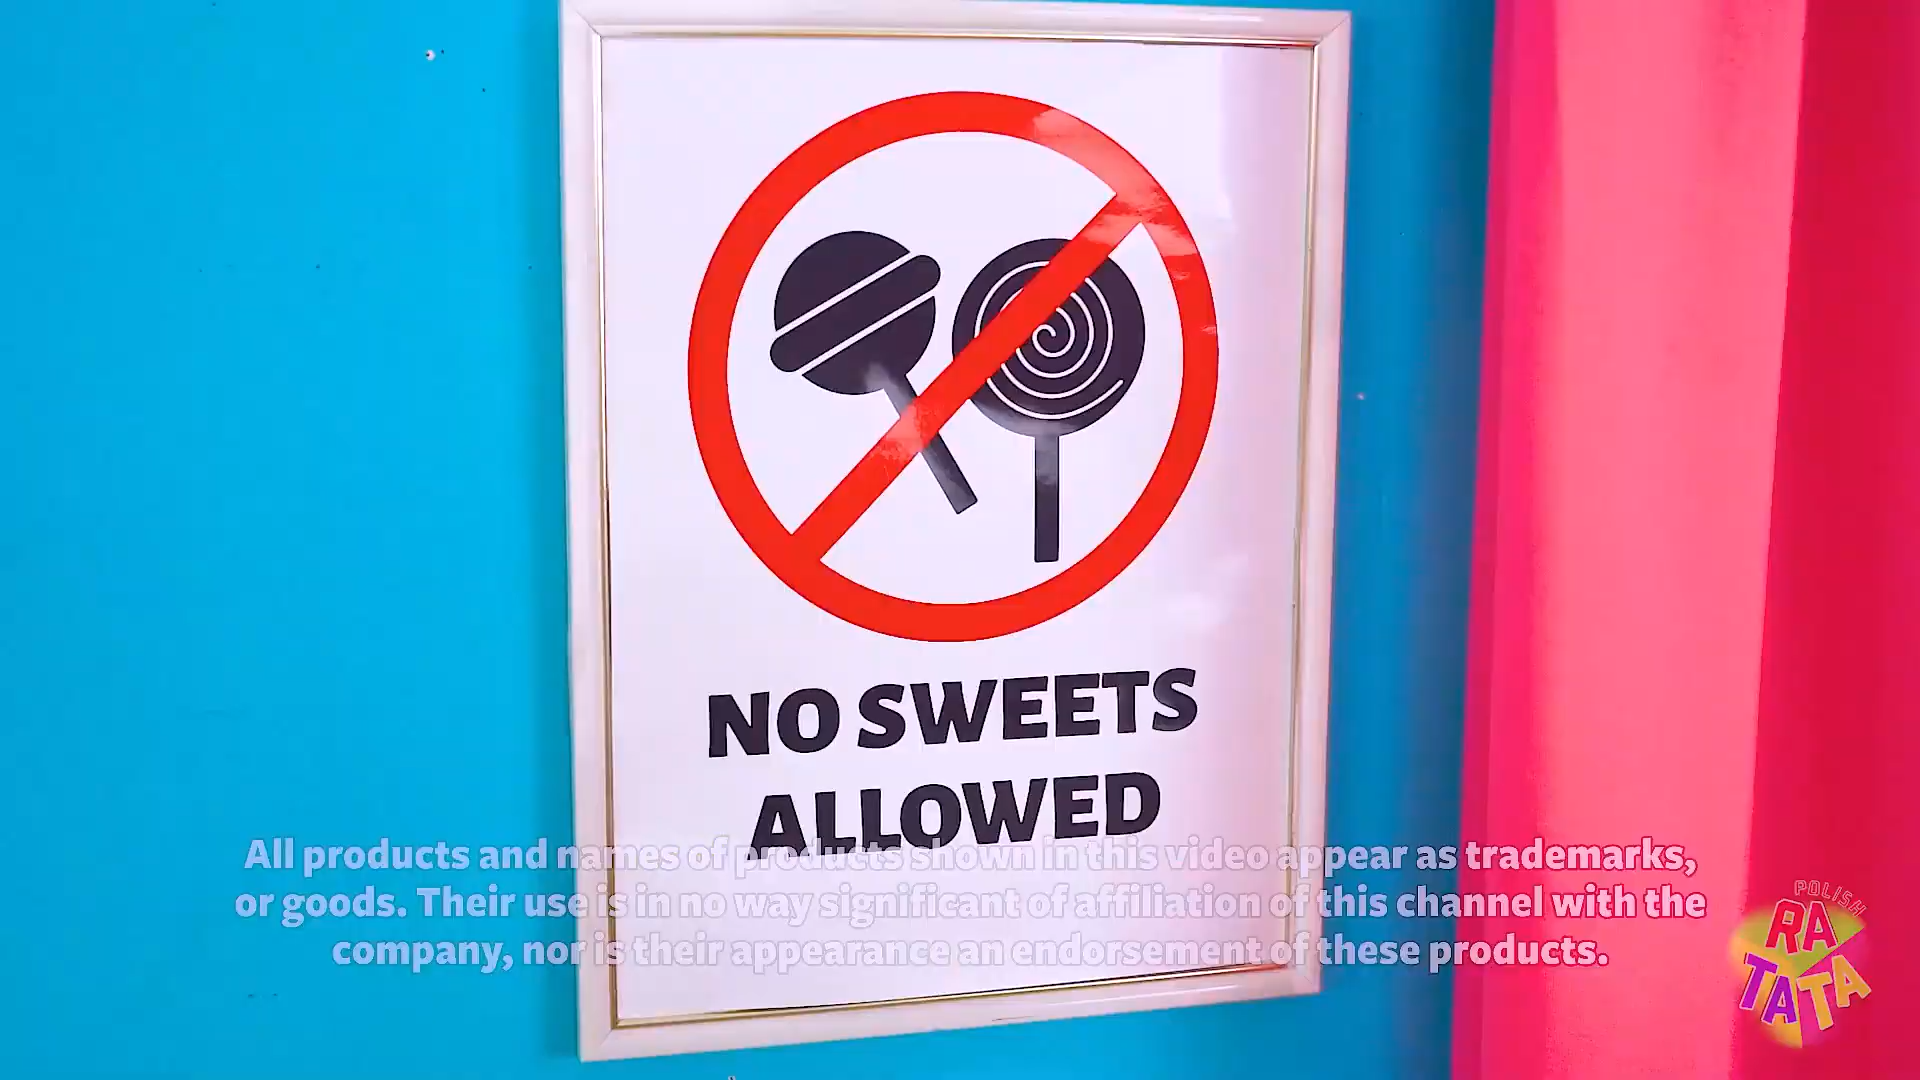 NO SWEETS
ALLOWED
All products and names of products shown in this video appear as trademarks,
or goods. Their use is in no way significant of affiliation of this channel with the
company, nor is their appearance an endorsement of these products.
POLISH
RA
TATA